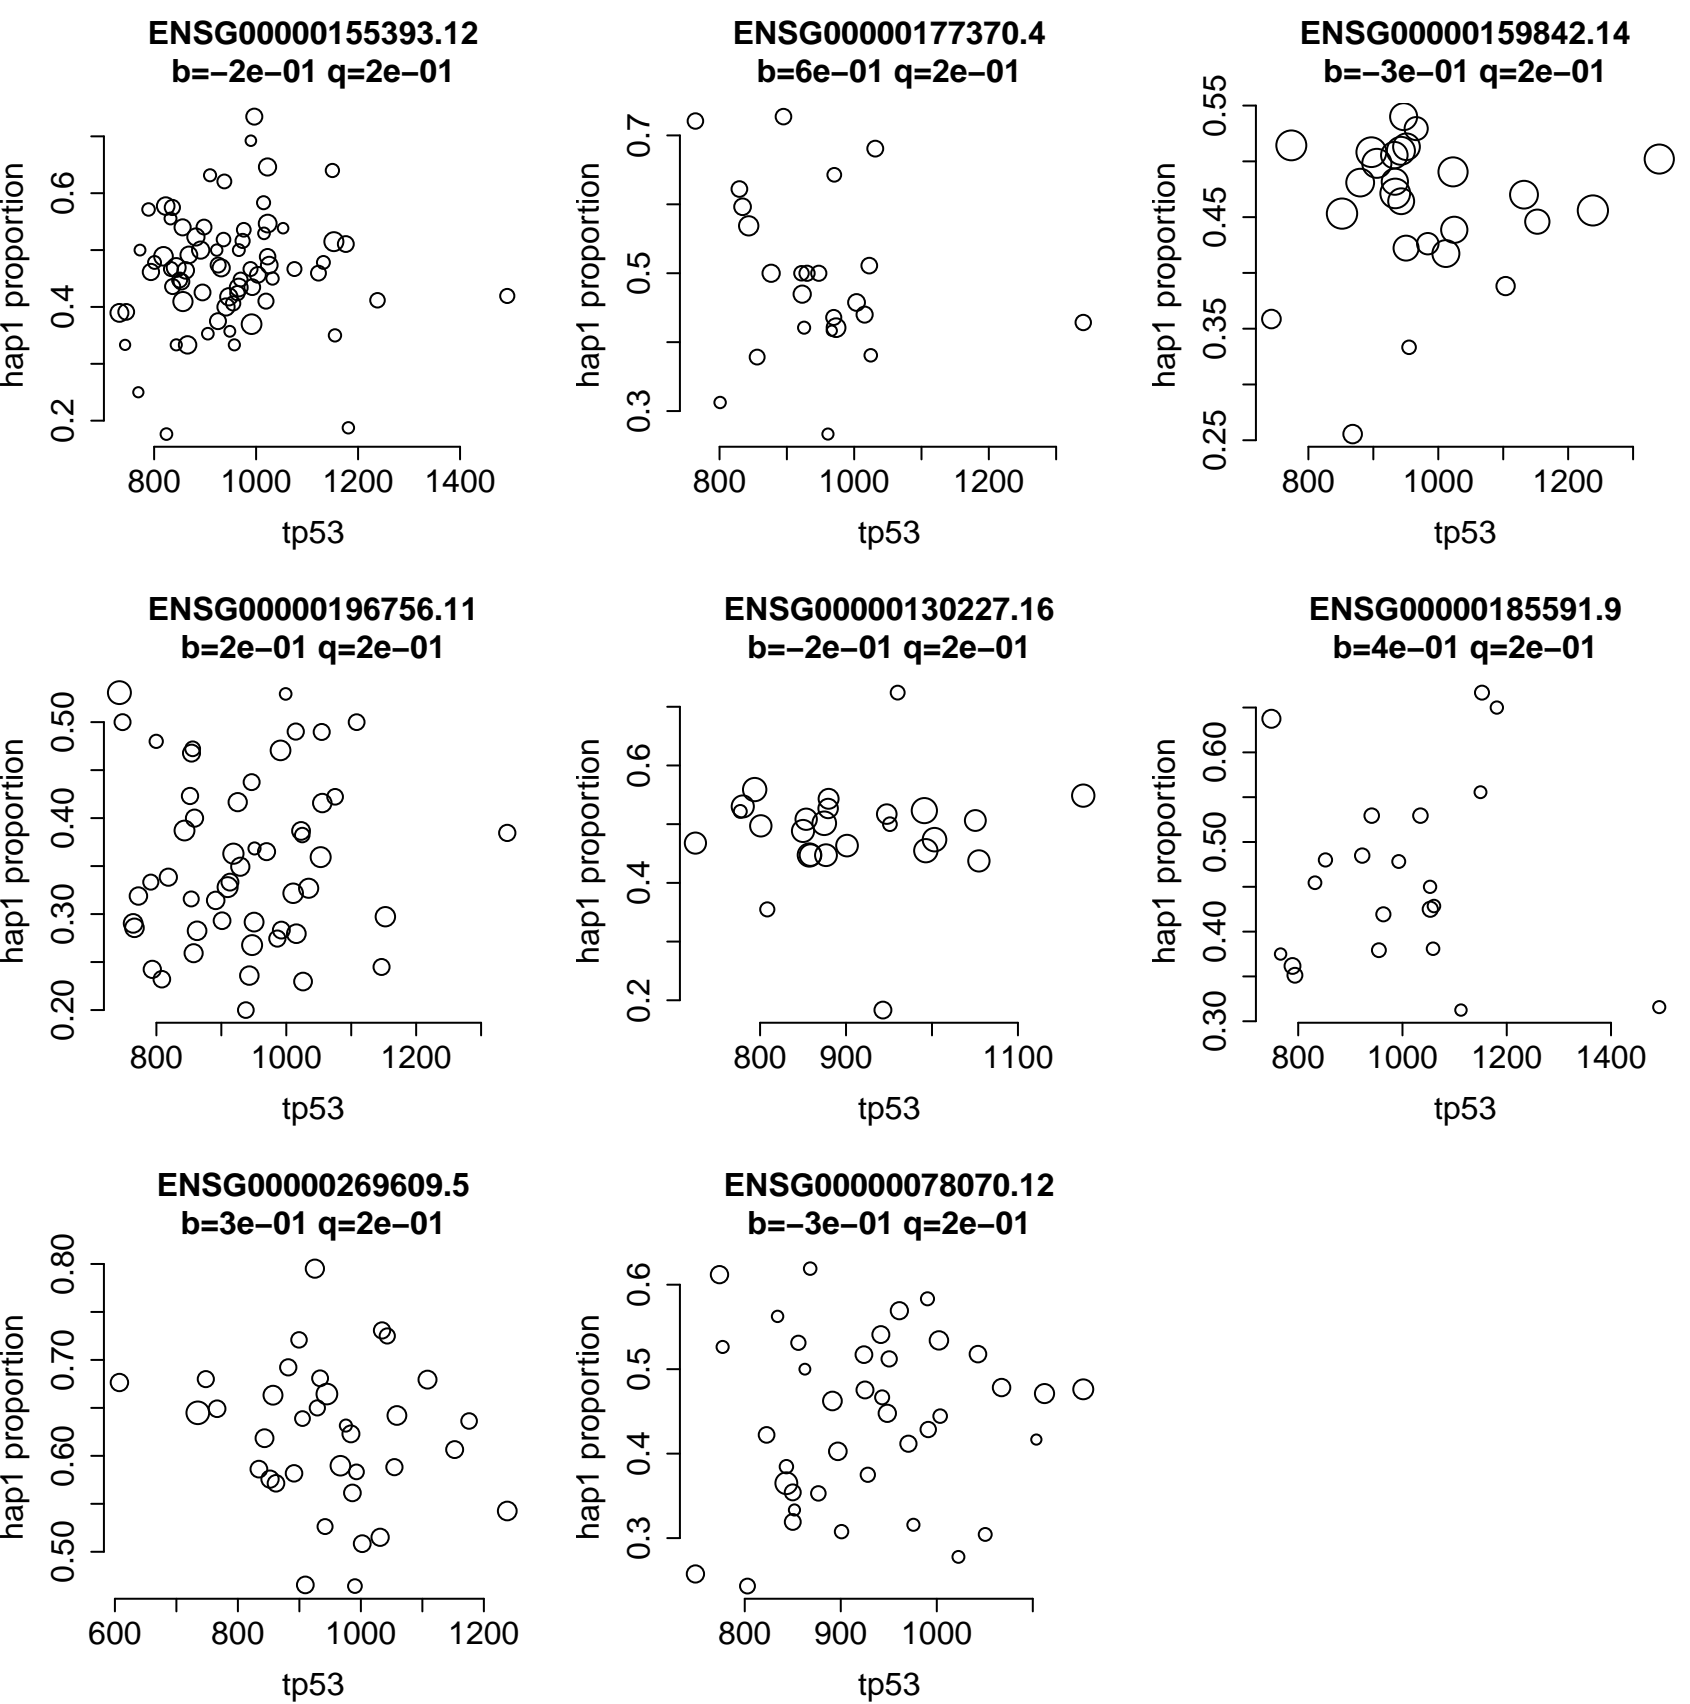 ENSG00000155393.12
b=−2e−01 q=2e−01
hap1 proportion
0.2 0.4 0.6
800 1000 1200 1400
tp53
ENSG00000177370.4
b=6e−01 q=2e−01
hap1 proportion
0.3 0.5 0.7
800 1000 1200
tp53
ENSG00000159842.14
b=−3e−01 q=2e−01
hap1 proportion
0.25 0.35 0.45 0.55
800 1000 1200
tp53
ENSG00000196756.11
b=2e−01 q=2e−01
hap1 proportion
0.20 0.30 0.40 0.50
800 1000 1200
tp53
ENSG00000130227.16
b=−2e−01 q=2e−01
hap1 proportion
0.2 0.4 0.6
800 900 1100
tp53
ENSG00000185591.9
b=4e−01 q=2e−01
hap1 proportion
0.30 0.40 0.50 0.60
800 1000 1200 1400
tp53
ENSG00000269609.5
b=3e−01 q=2e−01
hap1 proportion
0.50 0.60 0.70 0.80
600 800 1000 1200
tp53
ENSG00000078070.12
b=−3e−01 q=2e−01
hap1 proportion
0.3 0.4 0.5 0.6
800 900 1000
tp53